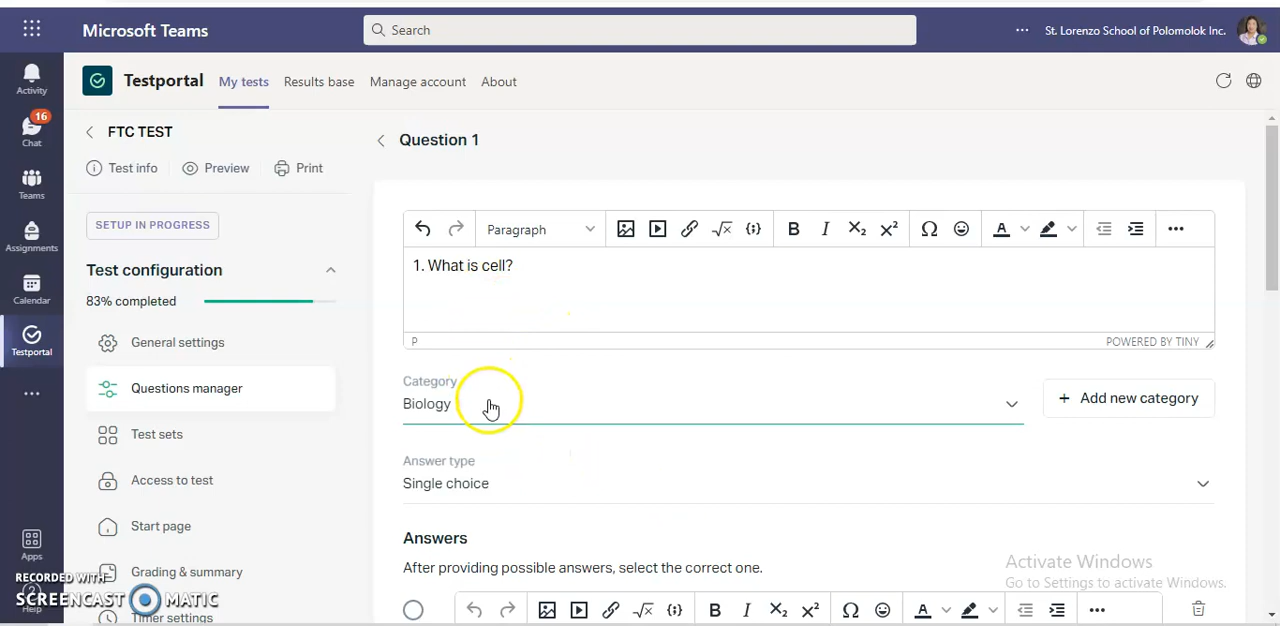 Microsoft Teams
Search
St. Lorenzo School of Polomolok Inc.
Activity
16
Chat
Teams
Assignments
Calendar
Testportal
Apps
Help
Testportal
My tests
Results base
Manage account
About
FTC TEST
Test info
Preview
Print
SETUP IN PROGRESS
Test configuration
83% completed
General settings
Questions manager
Test sets
Access to test
Start page
Grading & summary
Timer settings
Question 1
Paragraph
1. What is cell?
P
POWERED BY TINY
Category
Biology
+ Add new category
Answer type
Single choice
Answers
After providing possible answers, select the correct one.
Activate Windows
Go to Settings to activate Windows.
RECORDED WITH
SCREENCAST MATIC